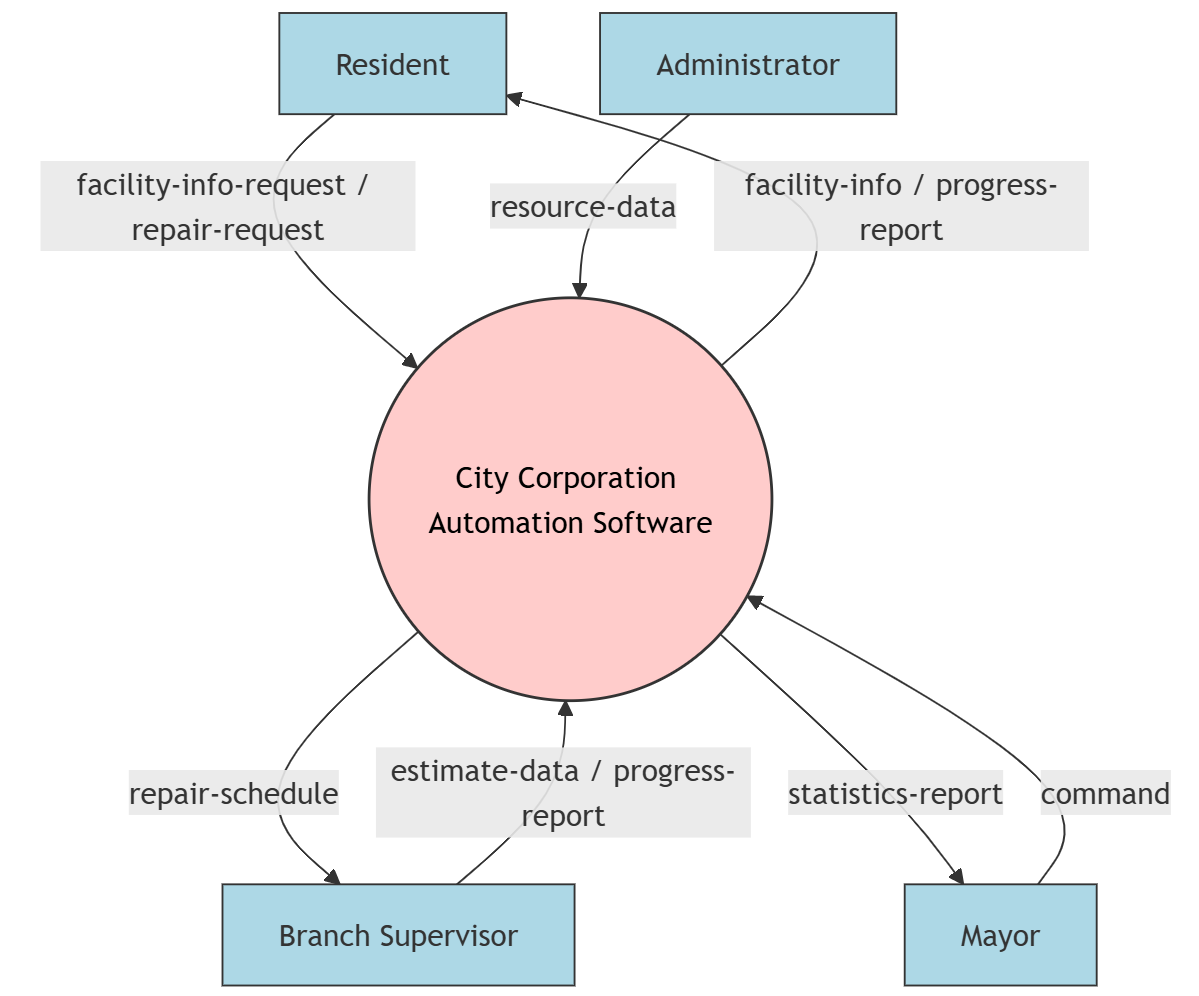 Resident
Administrator
facility-info-request /
repair-request
resource-data
facility-info / progress-
report
City Corporation
Automation Software
repair-schedule
estimate-data / progress-
report
statistics-report
command
Branch Supervisor
Mayor